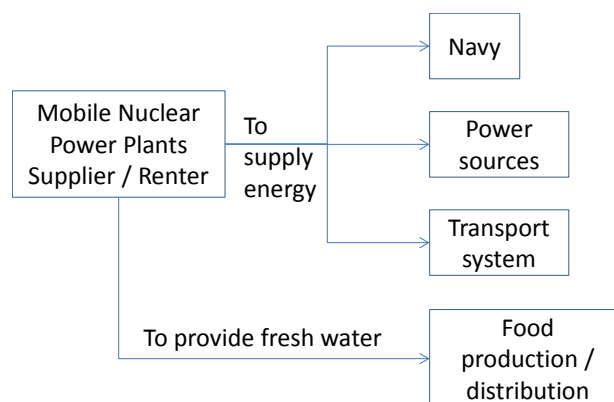 Navy
Mobile Nuclear
Power Plants
Supplier / Renter
To
supply
energy
Power
sources
Transport
system
To provide fresh water
Food
production /
distribution